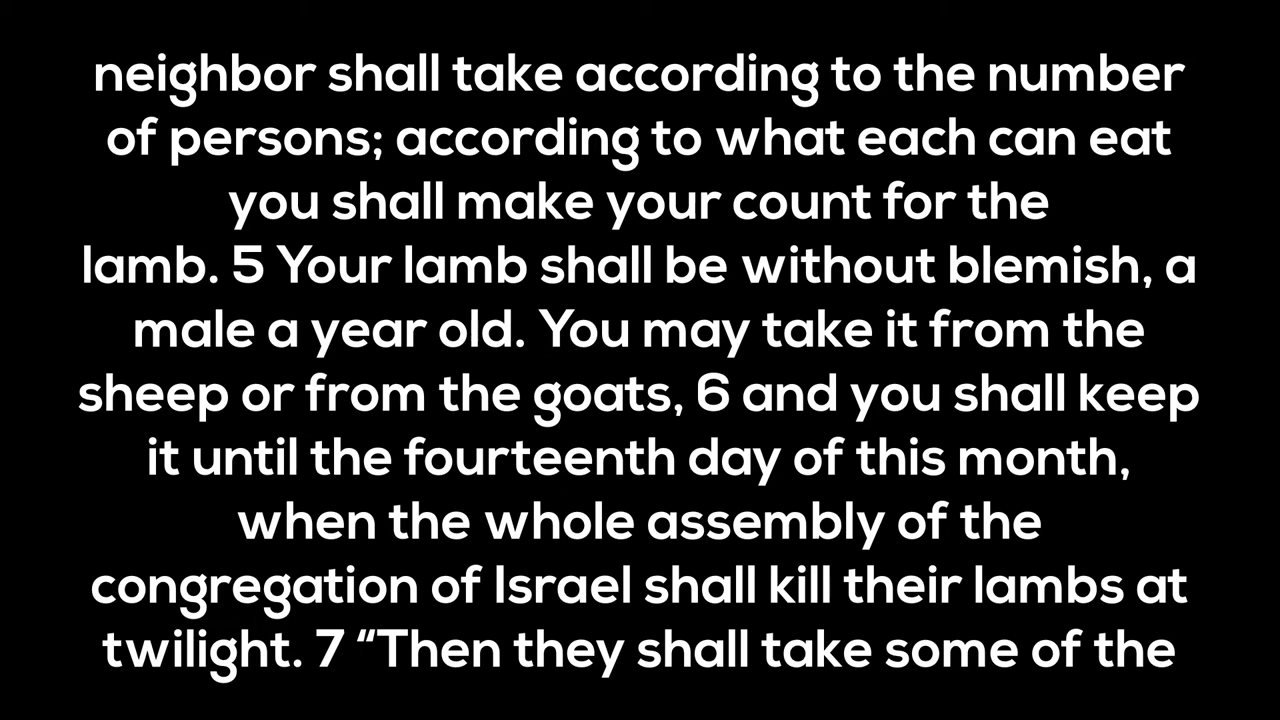 neighbor shall take according to the number
of persons; according to what each can eat
you shall make your count for the
lamb. 5 Your lamb shall be without blemish, a
male a year old. You may take it from the
sheep or from the goats, 6 and you shall keep
it until the fourteenth day of this month,
when the whole assembly of the
congregation of Israel shall kill their lambs at
twilight. 7 “Then they shall take some of the